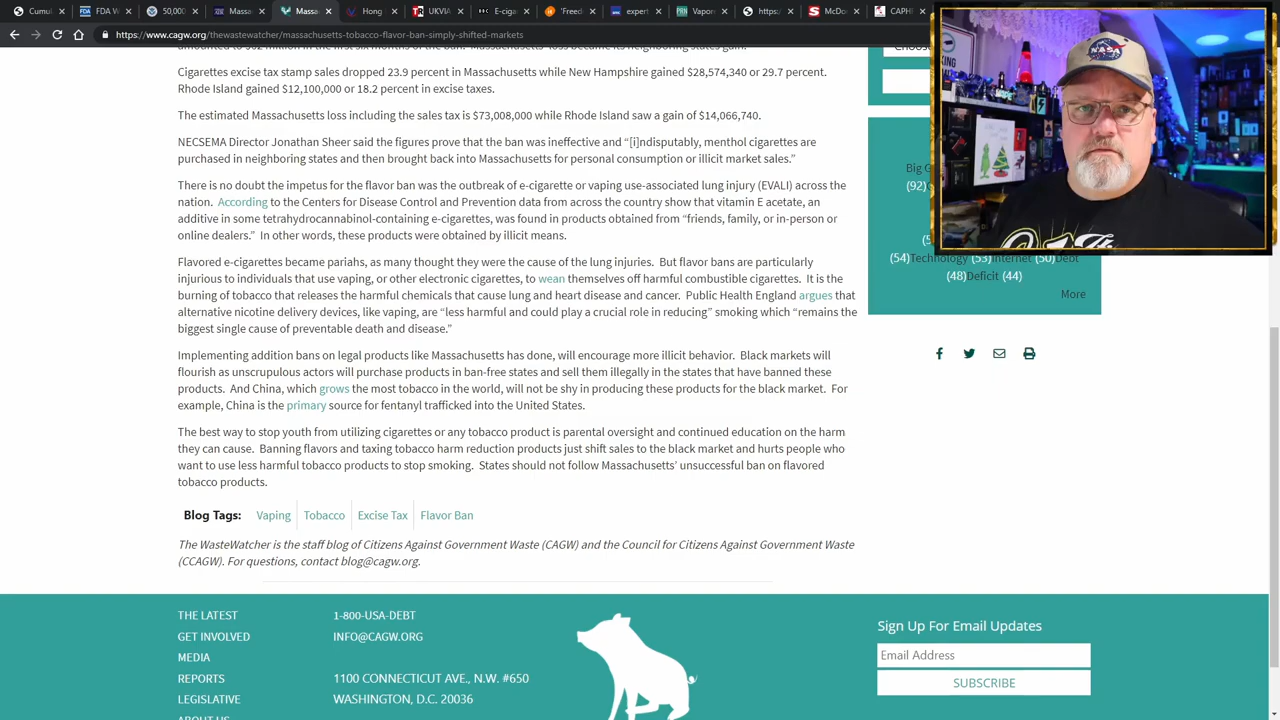 Cumul
FDA W
50,000
Massa
Massa
Hong
UKVIA
E-ciga
'Freed
expert
Vapon
https:/
McDo
CAPH
https://www.cagw.org/thewastewatcher/massachusetts-tobacco-flavor-ban-simply-shifted-markets
Cigarettes excise tax stamp sales dropped 23.9 percent in Massachusetts while New Hampshire gained $28,574,340 or 29.7 percent.
Rhode Island gained $12,100,000 or 18.2 percent in excise taxes.
The estimated Massachusetts loss including the sales tax is $73,008,000 while Rhode Island saw a gain of $14,066,740.
NECSEMA Director Jonathan Sheer said the figures prove that the ban was ineffective and “[i]ndisputably, menthol cigarettes are
purchased in neighboring states and then brought back into Massachusetts for personal consumption or illicit market sales.”
There is no doubt the impetus for the flavor ban was the outbreak of e-cigarette or vaping use-associated lung injury (EVALI) across the
nation. According to the Centers for Disease Control and Prevention data from across the country show that vitamin E acetate, an
additive in some tetrahydrocannabinol-containing e-cigarettes, was found in products obtained from “friends, family, or in-person or
online dealers.” In other words, these products were obtained by illicit means.
Flavored e-cigarettes became pariahs, as many thought they were the cause of the lung injuries. But flavor bans are particularly
injurious to individuals who chose vaping, or other electronic cigarettes, to wean themselves off harmful combustible cigarettes. It is the
burning of tobacco that releases the harmful chemicals that cause lung and heart disease and cancer. Public Health England argues that
alternative nicotine delivery devices, like vaping, are “less harmful and could play a crucial role in reducing” smoking which “remains the
biggest single cause of preventable death and disease.”
Implementing addition bans on legal products like Massachusetts has done, will encourage more illicit behavior. Black markets will
flourish as unscrupulous actors will purchase products in ban-free states and sell them illegally in the states that have banned these
products. And China, which grows the most tobacco in the world, will not be shy in producing these products for the black market. For
example, China is the primary source for fentanyl trafficked into the United States.
The best way to stop youth from utilizing cigarettes or any tobacco product is parental oversight and continued education on the harm
they can cause. Banning flavors and taxing tobacco harm reduction products just shift sales to the black market and hurts people who
want to use less harmful tobacco products to stop smoking. States should not follow Massachusetts’ unsuccessful ban on flavored
tobacco products.
Blog Tags: Vaping Tobacco Excise Tax Flavor Ban
The WasteWatcher is the staff blog of Citizens Against Government Waste (CAGW) and the Council for Citizens Against Government Waste
(CCAGW). For questions, contact blog@cagw.org.
Big G
(92)
(54)Technology (53)Internet (50)Debt
(48)Deficit (44)
More
NASA
THE LATEST
GET INVOLVED
MEDIA
REPORTS
LEGISLATIVE
1-800-USA-DEBT
INFO@CAGW.ORG
1100 CONNECTICUT AVE., N.W. #650
WASHINGTON, D.C. 20036
Sign Up For Email Updates
Email Address
SUBSCRIBE